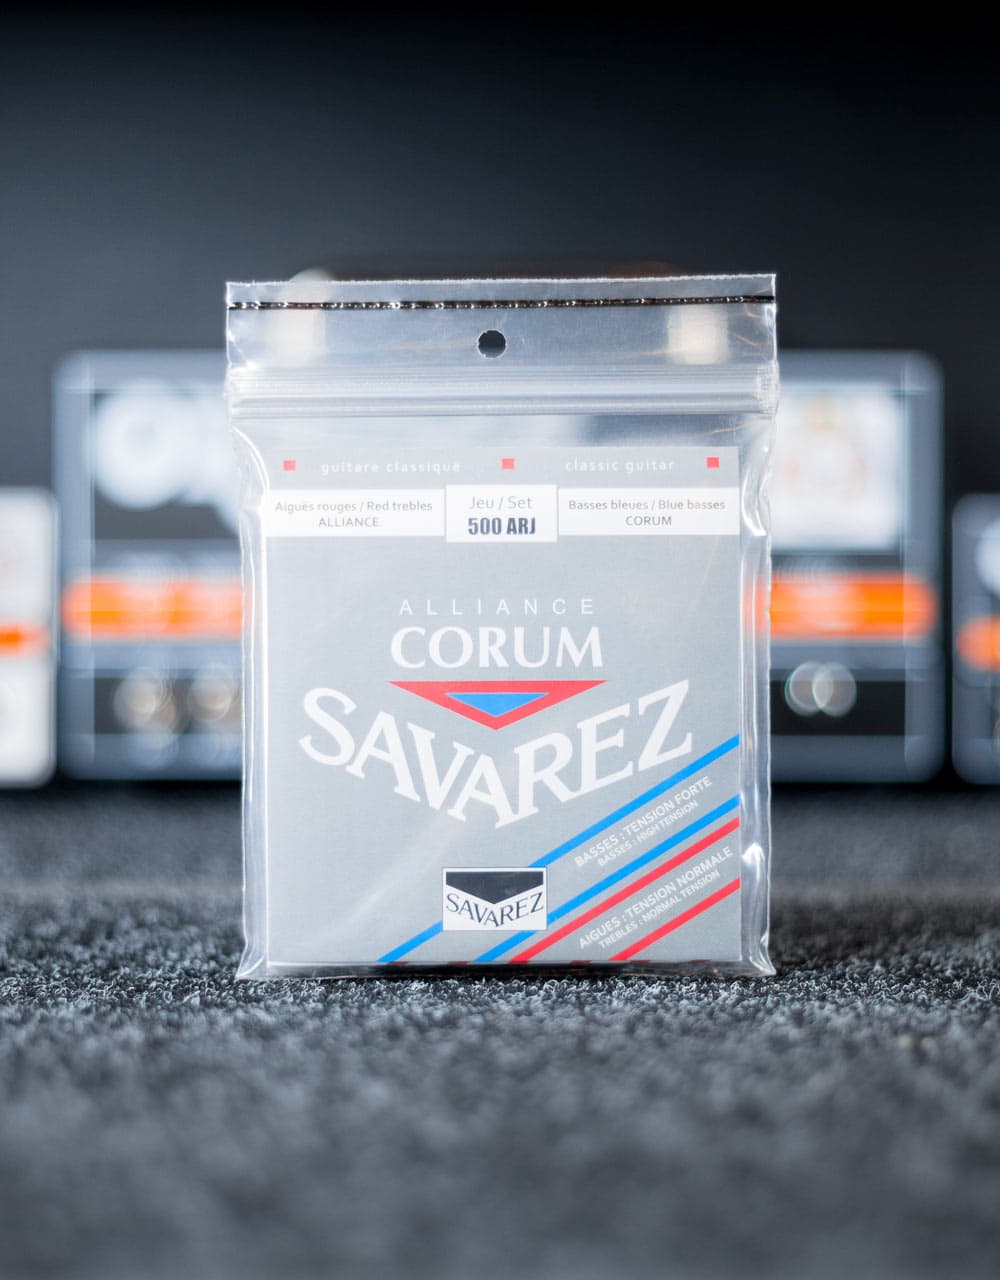 guitare classique
classic guitar
Aiguës rouges / Red trebles
ALLIANCE
Jeu / Set
500 ARJ
Basses bleues / Blue basses
CORUM
ALLIANCE
CORUM
SAVAREZ
BASSES : TENSION FORTE
BASSES : HIGH TENSION
AIGUES : TENSION NORMALE
TREBLES : NORMAL TENSION
SAVAREZ